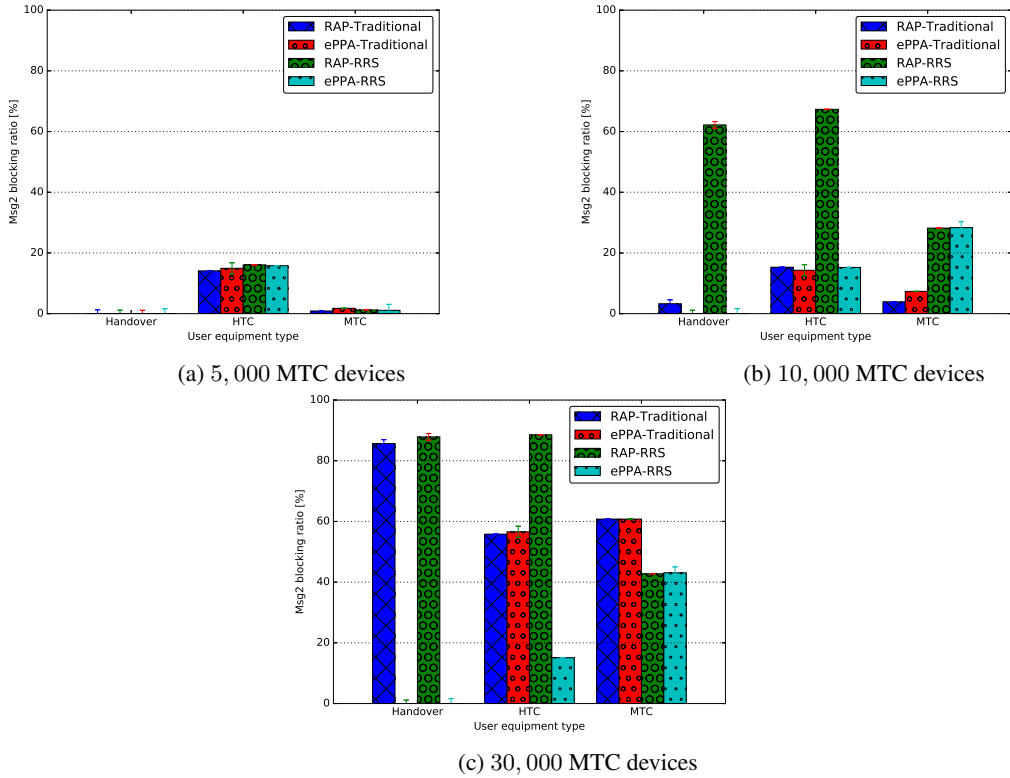 100
80
60
40
20
0
Msg2 blocking ratio [%]
RAP-Traditional
ePPA-Traditional
RAP-RRS
ePPA-RRS
Handover HTC MTC
User equipment type
(a) 5, 000 MTC devices
100
80
60
40
20
0
Msg2 blocking ratio [%]
RAP-Traditional
ePPA-Traditional
RAP-RRS
ePPA-RRS
Handover HTC MTC
User equipment type
(b) 10, 000 MTC devices
100
80
60
40
20
0
Msg2 blocking ratio [%]
RAP-Traditional
ePPA-Traditional
RAP-RRS
ePPA-RRS
Handover HTC MTC
User equipment type
(c) 30, 000 MTC devices